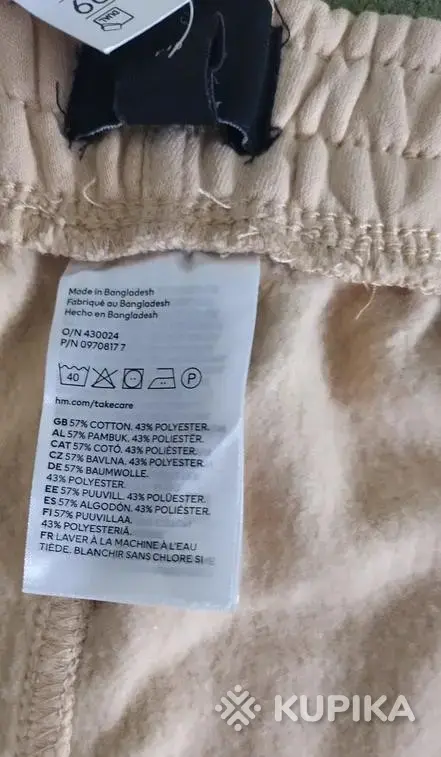 Made in Bangladesh
Fabriqué au Bangladesh
Hecho en Bangladesh
O/N 430024
P/N 0970817 7
40
P
hm.com/takecare
GB 57% COTTON. 43% POLYESTER.
AL 57% PAMBUK. 43% POLIESTËR.
CAT 57% COTÓ. 43% POLIÈSTER.
CZ 57% BAVLNA. 43% POLYESTER.
DE 57% BAUMWOLLE.
43% POLYESTER.
EE 57% PUUVILL. 43% POLÜESTER.
ES 57% ALGODÓN. 43% POLIÉSTER.
FI 57% PUUVILLAA.
43% POLYESTERIÄ.
FR LAVER À LA MACHINE À L'EAU
TIÈDE. BLANCHIR SANS CHLORE SI
KUPIKA